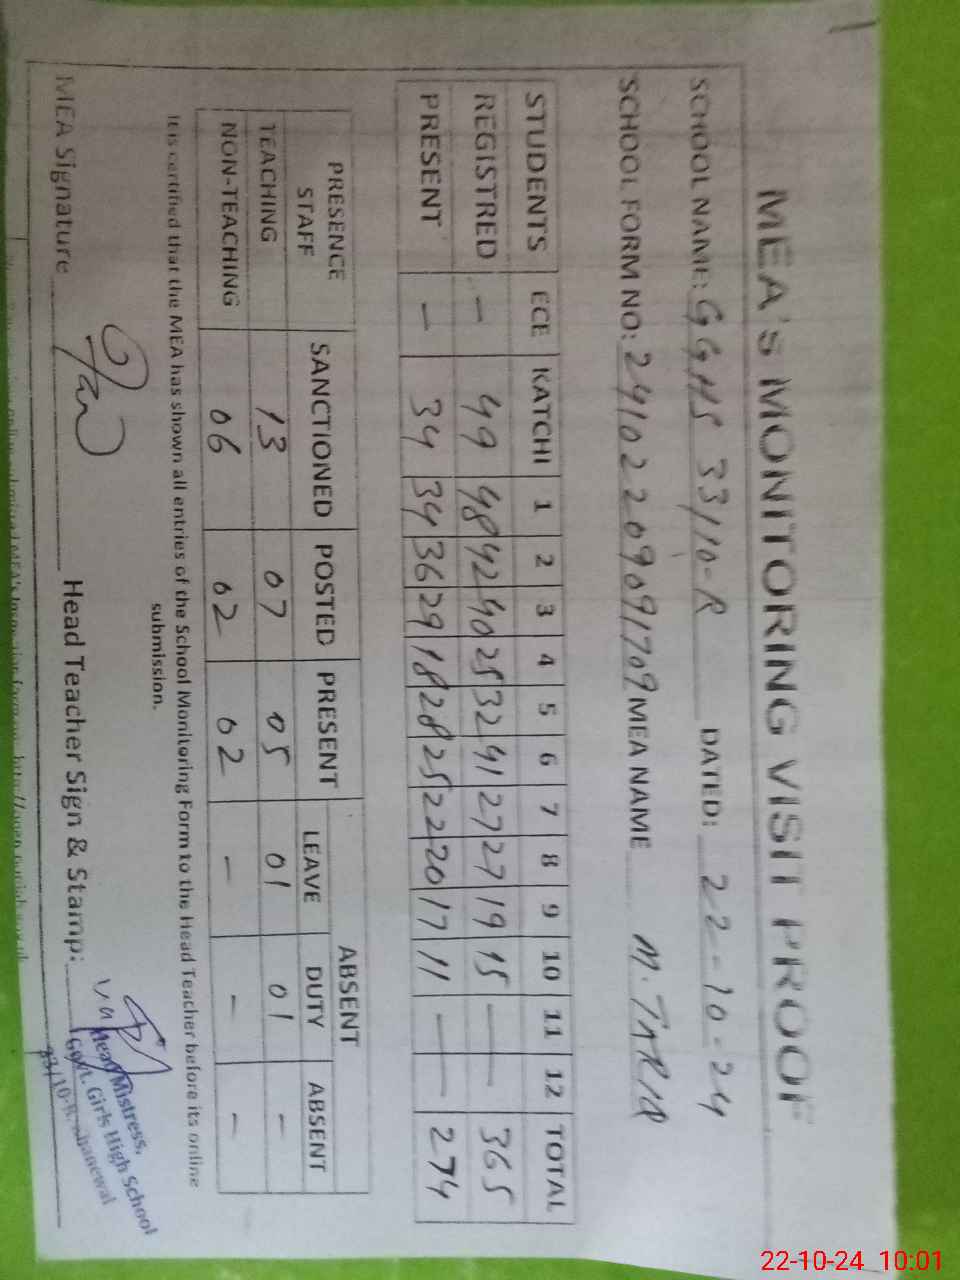 MEA's MONITORING VISIT PROOF
SCHOOL NAME: GGHS 33/10-R DATED: 22-10-24
SCHOOL FORM NO: 24102209091709 MEA NAME M. TARIQ
STUDENTS ECE KATCHI 1 2 3 4 5 6 7 8 9 10 11 12 TOTAL
REGISTRED - 49 48 42 40 25 32 41 27 27 19 15 — — 365
PRESENT - 34 34 36 29 18 28 25 22 20 17 11 — — 274
PRESENCE STAFF SANCTIONED POSTED PRESENT ABSENT
LEAVE DUTY ABSENT
TEACHING 13 07 05 01 01 -
NON-TEACHING 06 02 02 - - -
It is certified that the MEA has shown all entries of the School Monitoring Form to the Head Teacher before its online
submission.
MEA Signature Head Teacher Sign & Stamp:
Head Mistress,
Govt. Girls High School
33/10-R, Khanewal
22-10-24 10:01